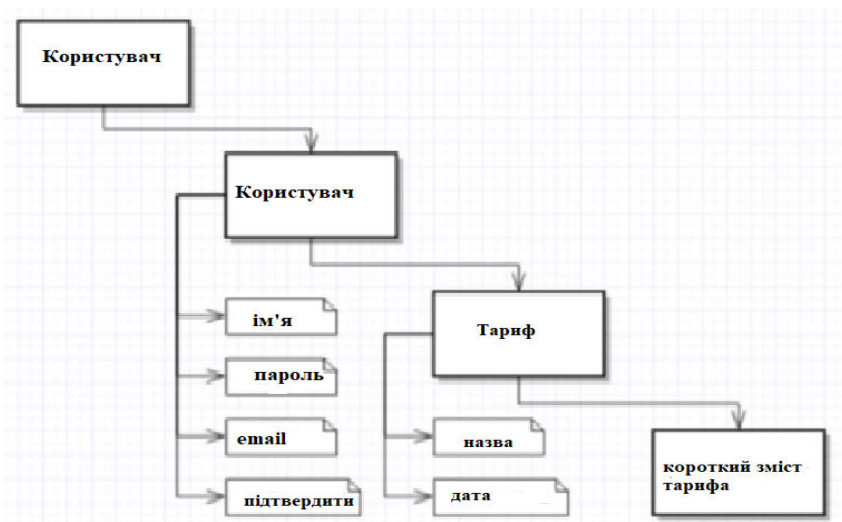 Користувач
Користувач
ім'я
Тариф
пароль
email
назва
короткий зміст
тарифа
підтвердити
дата